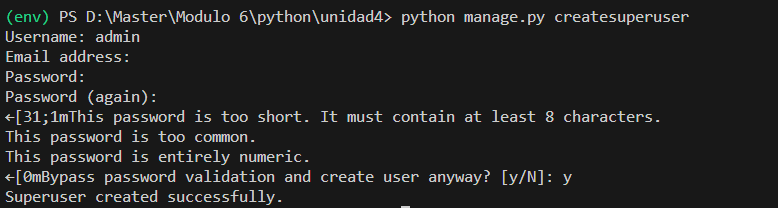 (env) PS D:\Master\Modulo 6\python\unidad4> python manage.py createsuperuser
Username: admin
Email address:
Password:
Password (again):
←[31;1mThis password is too short. It must contain at least 8 characters.
This password is too common.
This password is entirely numeric.
←[0mBypass password validation and create user anyway? [y/N]: y
Superuser created successfully.